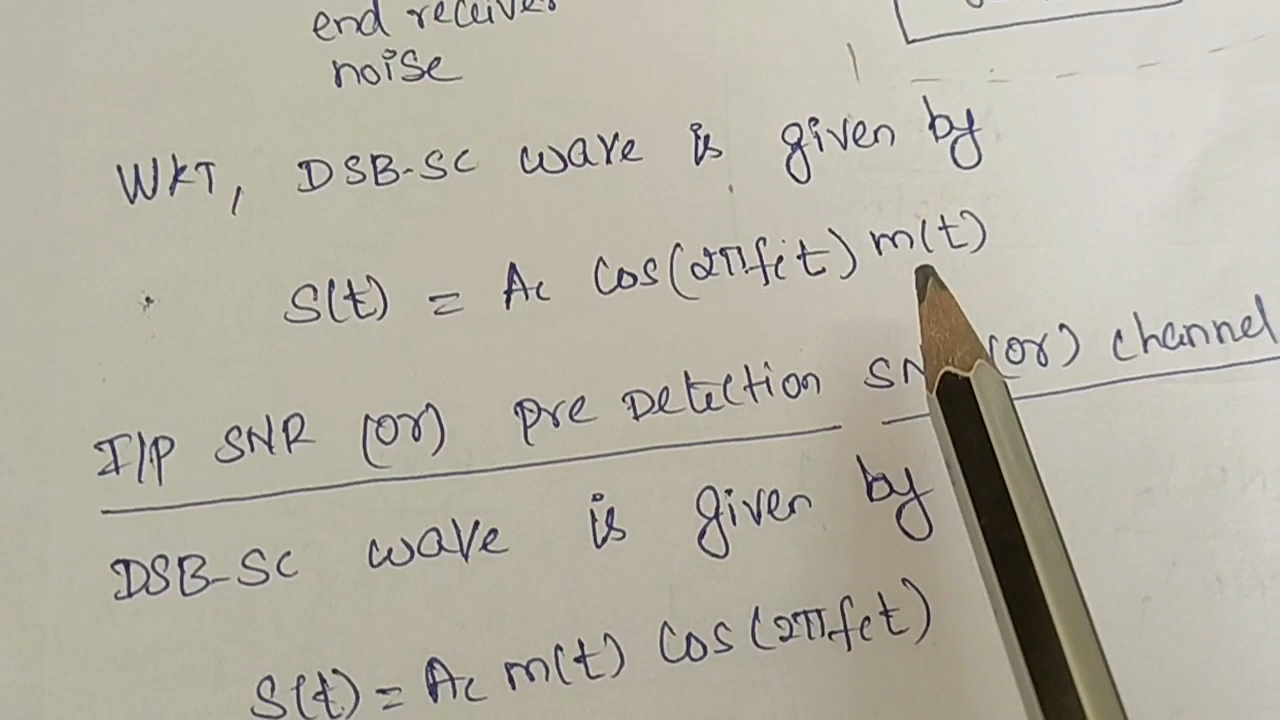 end receiver
noise
WKT, DSB-SC wave is given by
S(t) = Ac Cos(2πfct) m(t)
I/P SNR (or) pre Detection (or) channel
DSB-SC wave is given by
S(t) = Ac m(t) Cos(2πfct)